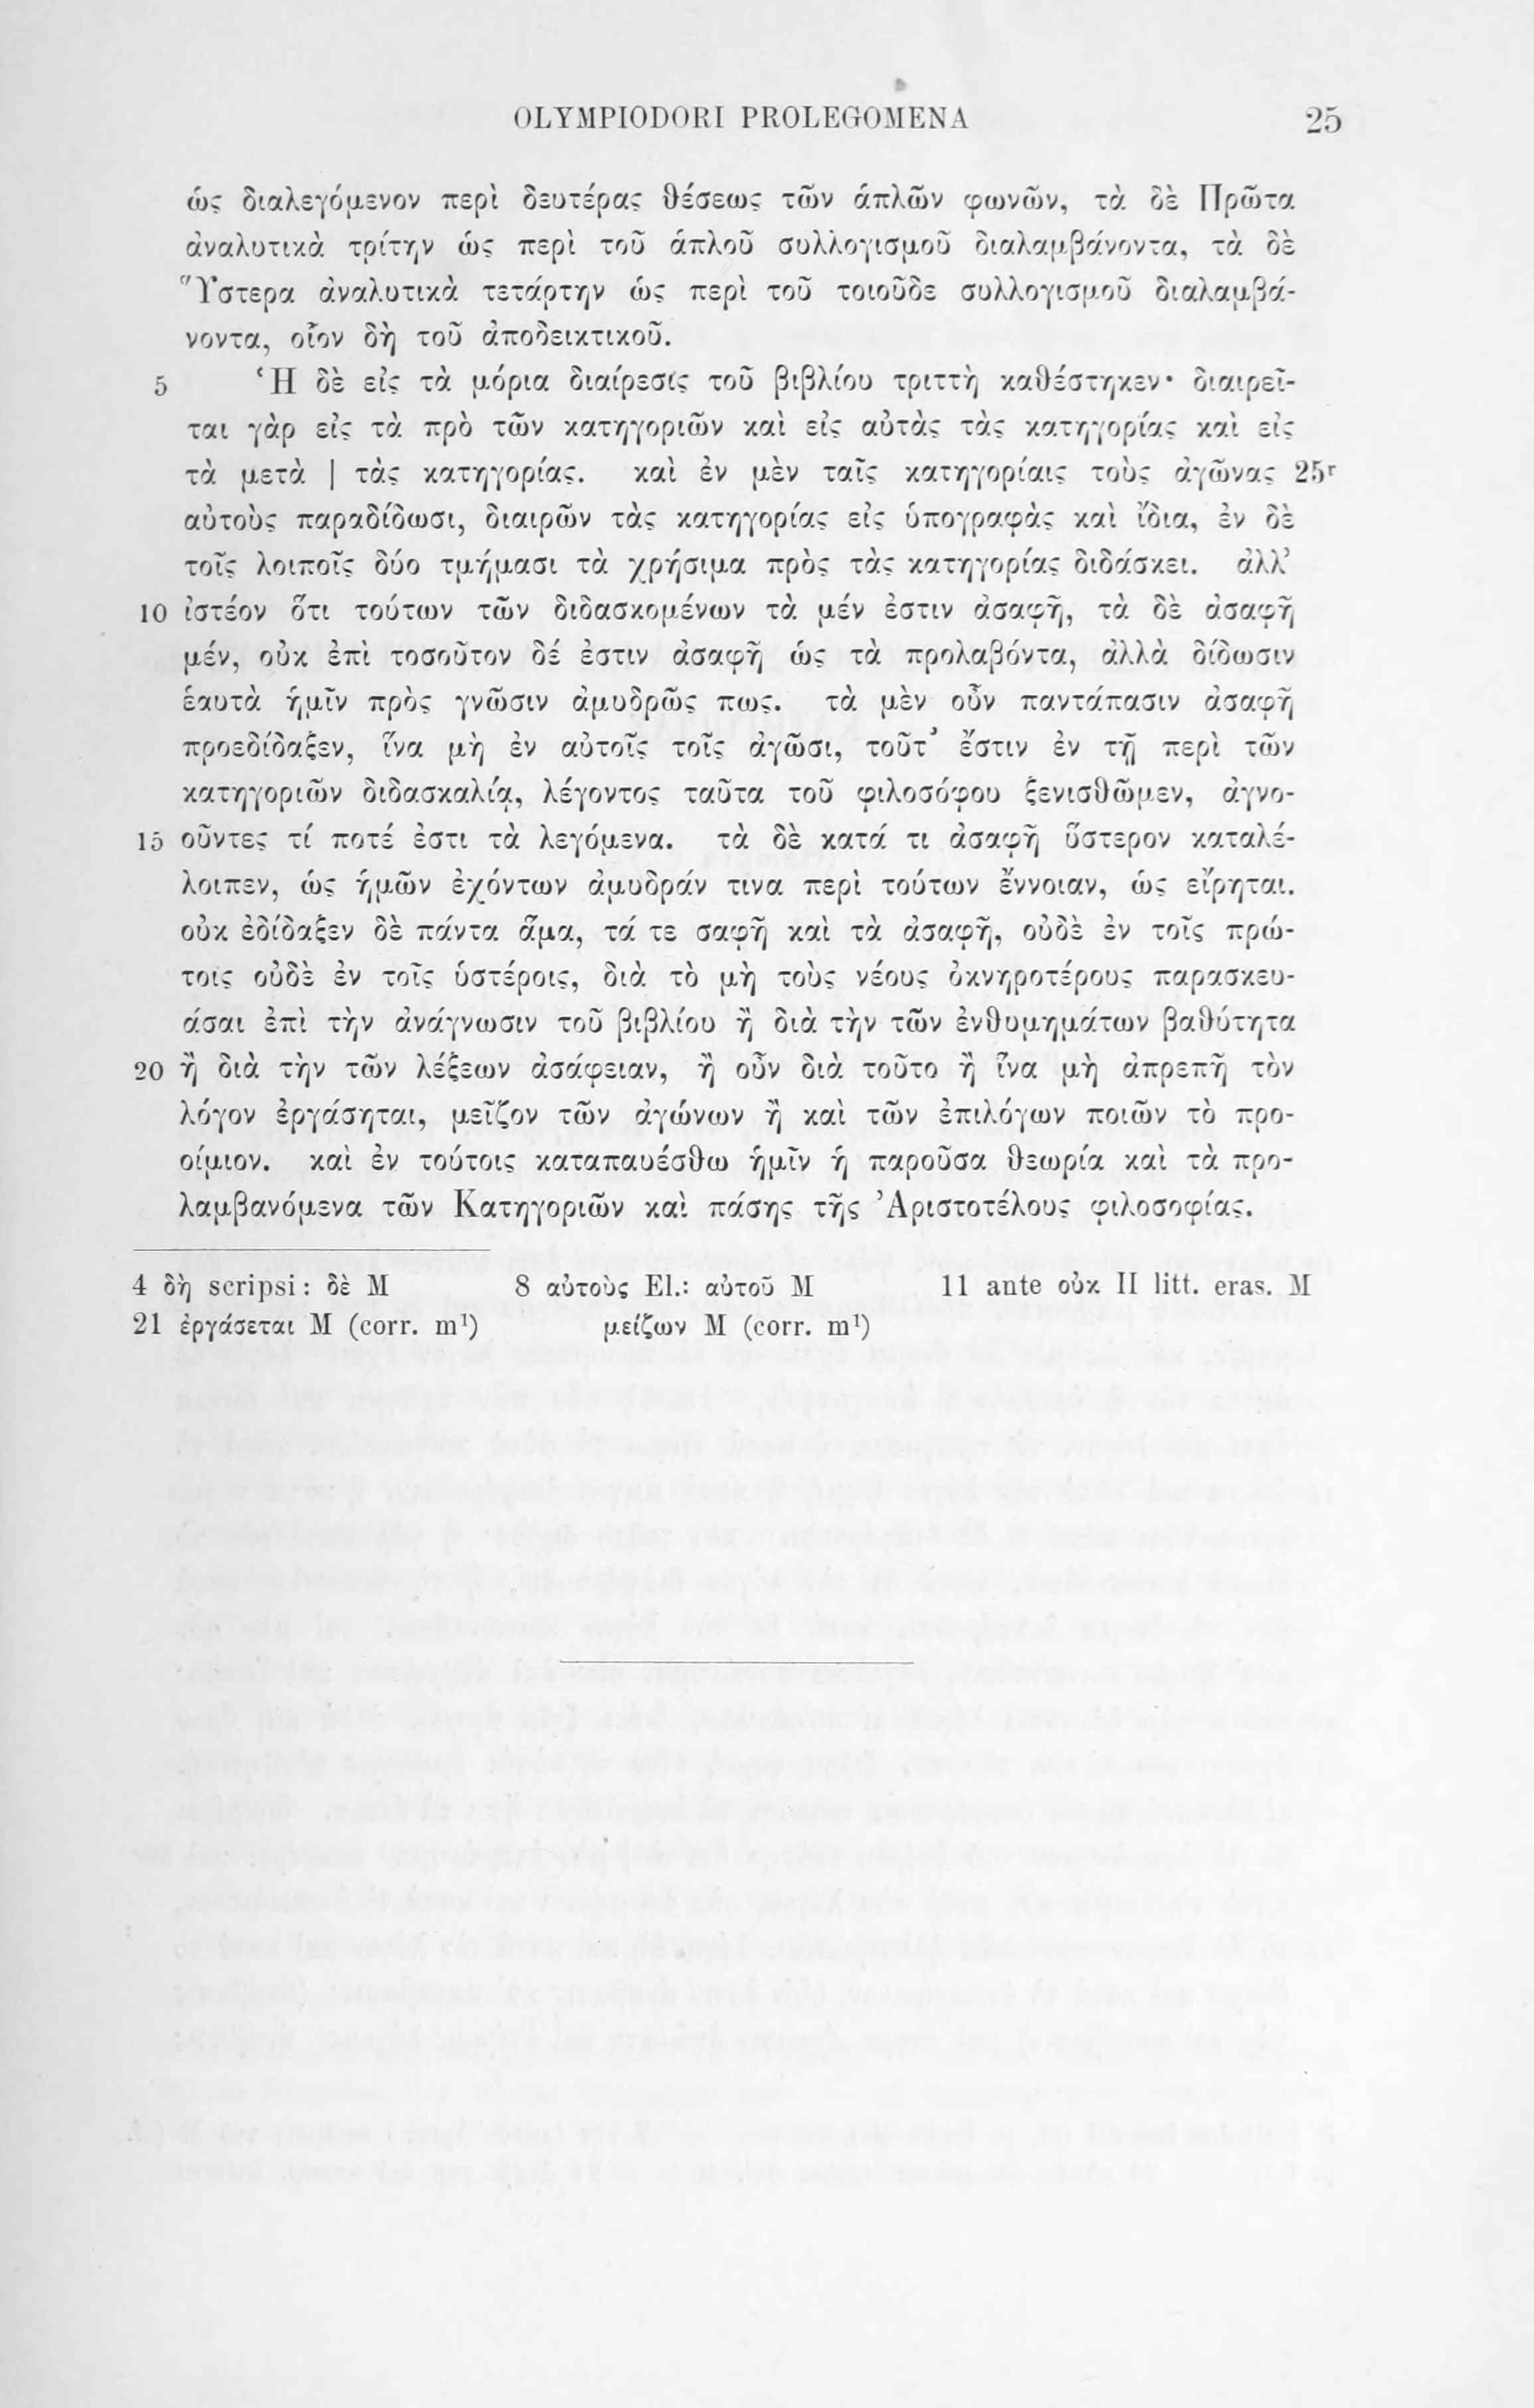 OLYMPIODORI PROLEGOMENA 25
ὡς διαλεγόμενον περὶ δευτέρας θέσεως τῶν ἁπλῶν φωνῶν, τὰ δὲ Πρῶτα
ἀναλυτικὰ τρίτην ὡς περὶ τοῦ ἁπλοῦ συλλογισμοῦ διαλαμβάνοντα, τὰ δὲ
Ὕστερα ἀναλυτικὰ τετάρτην ὡς περὶ τοῦ τοιοῦδε συλλογισμοῦ διαλαμβά-
νοντα, οἷον δὴ τοῦ ἀποδεικτικοῦ.
5 Ἡ δὲ εἰς τὰ μόρια διαίρεσις τοῦ βιβλίου τριττὴ καθέστηκεν· διαιρεῖ-
ται γὰρ εἰς τὰ πρὸ τῶν κατηγοριῶν καὶ εἰς αὐτὰς τὰς κατηγορίας καὶ εἰς
τὰ μετὰ | τὰς κατηγορίας. καὶ ἐν μὲν ταῖς κατηγορίαις τοὺς ἀγῶνας 25r
αὐτοὺς παραδίδωσι, διαιρῶν τὰς κατηγορίας εἰς ὑπογραφὰς καὶ ἴδια, ἐν δὲ
τοῖς λοιποῖς δύο τμήμασι τὰ χρήσιμα πρὸς τὰς κατηγορίας διδάσκει. ἀλλ’
10 ἰστέον ὅτι τούτων τῶν διδασκομένων τὰ μέν ἐστιν ἀσαφῆ, τὰ δὲ ἀσαφῆ
μέν, οὐκ ἐπὶ τοσοῦτον δέ ἐστιν ἀσαφῆ ὡς τὰ προλαβόντα, ἀλλὰ δίδωσιν
ἑαυτὰ ἡμῖν πρὸς γνῶσιν ἀμυδρῶς πως. τὰ μὲν οὖν παντάπασιν ἀσαφῆ
προεδίδαξεν, ἵνα μὴ ἐν αὐτοῖς τοῖς ἀγῶσι, τοῦτ’ ἔστιν ἐν τῇ περὶ τῶν
κατηγοριῶν διδασκαλίᾳ, λέγοντος ταῦτα τοῦ φιλοσόφου ξενισθῶμεν, ἀγνο-
15 οῦντες τί ποτέ ἐστι τὰ λεγόμενα. τὰ δὲ κατά τι ἀσαφῆ ὕστερον καταλέ-
λοιπεν, ὡς ἡμῶν ἐχόντων ἀμυδράν τινα περὶ τούτων ἔννοιαν, ὡς εἴρηται.
οὐκ ἐδίδαξεν δὲ πάντα ἅμα, τά τε σαφῆ καὶ τὰ ἀσαφῆ, οὐδὲ ἐν τοῖς πρώ-
τοις οὐδὲ ἐν τοῖς ὑστέροις, διὰ τὸ μὴ τοὺς νέους ὀκνηροτέρους παρασκευ-
άσαι ἐπὶ τὴν ἀνάγνωσιν τοῦ βιβλίου ἢ διὰ τὴν τῶν ἐνθυμημάτων βαθύτητα
20 ἢ διὰ τὴν τῶν λέξεων ἀσάφειαν, ἢ οὖν διὰ τοῦτο ἢ ἵνα μὴ ἀπρεπῆ τὸν
λόγον ἐργάσηται, μεῖζον τῶν ἀγώνων ἢ καὶ τῶν ἐπιλόγων ποιῶν τὸ προ-
οίμιον. καὶ ἐν τούτοις καταπαυέσθω ἡμῖν ἡ παροῦσα θεωρία καὶ τὰ προ-
λαμβανόμενα τῶν Κατηγοριῶν καὶ πάσης τῆς Ἀριστοτέλους φιλοσοφίας.
4 δὴ scripsi: δὲ M 8 αὐτοὺς El.: αὐτοῦ M 11 ante οὐκ II litt. eras. M
21 ἐργάσεται M (corr. m¹) μείζων M (corr. m¹)